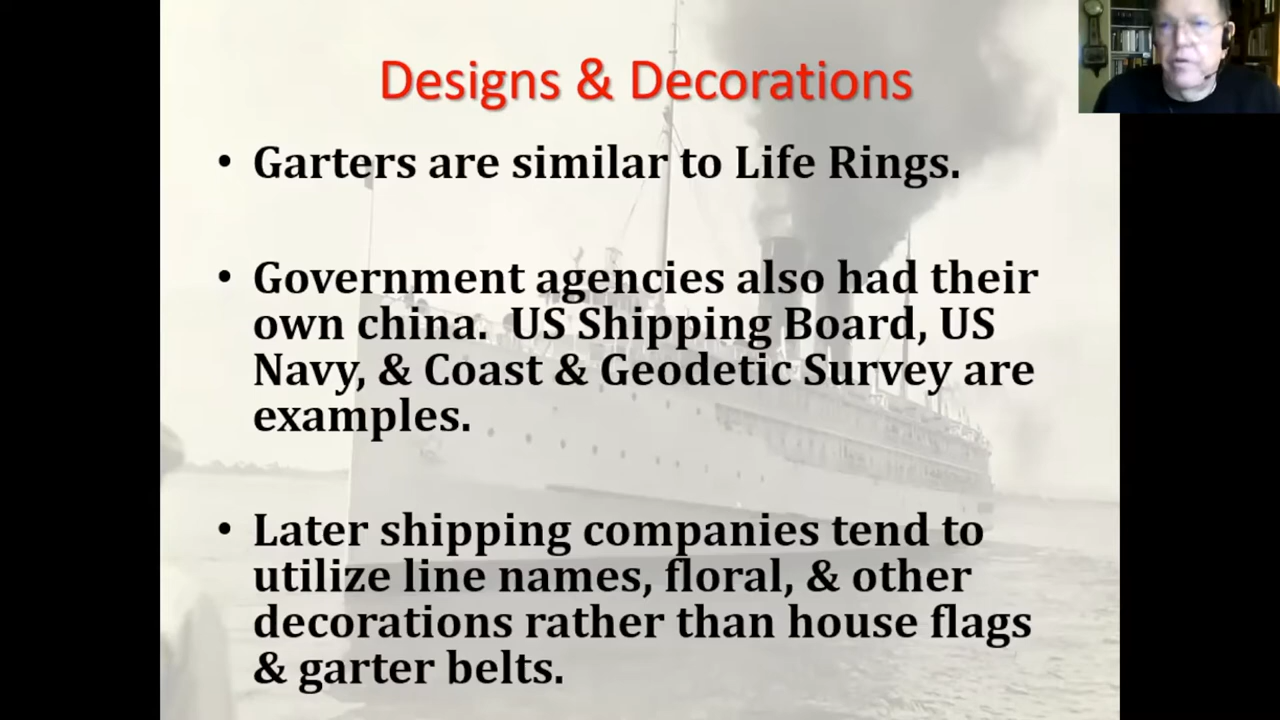 Designs & Decorations
• Garters are similar to Life Rings.
• Government agencies also had their
own china.  US Shipping Board, US
Navy, & Coast & Geodetic Survey are
examples.
• Later shipping companies tend to
utilize line names, floral, & other
decorations rather than house flags
& garter belts.